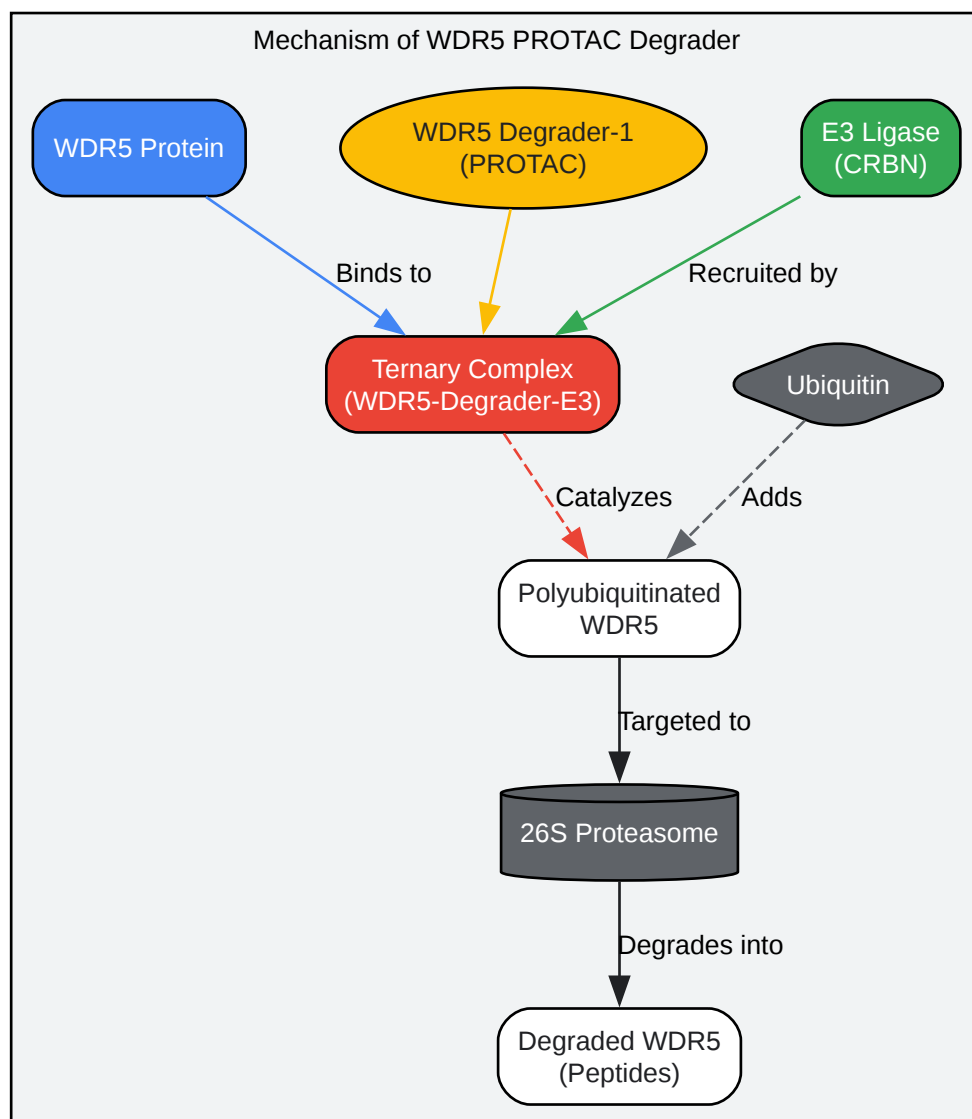 Mechanism of WDR5 PROTAC Degrader
WDR5 Protein
WDR5 Degrader-1
(PROTAC)
E3 Ligase
(CRBN)
Binds to
Recruited by
Ternary Complex
(WDR5-Degrader-E3)
Ubiquitin
Catalyzes
Adds
Polyubiquitinated
WDR5
Targeted to
26S Proteasome
Degrades into
Degraded WDR5
(Peptides)